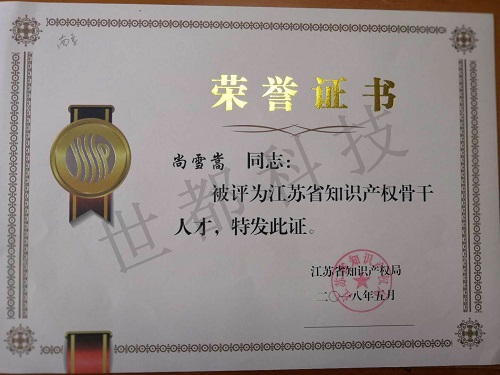 荣誉证书
尚雪嵩 同志：
被评为江苏省知识产权骨干
人才，特发此证。
江苏省知识产权局
二〇一八年五月
世都科技